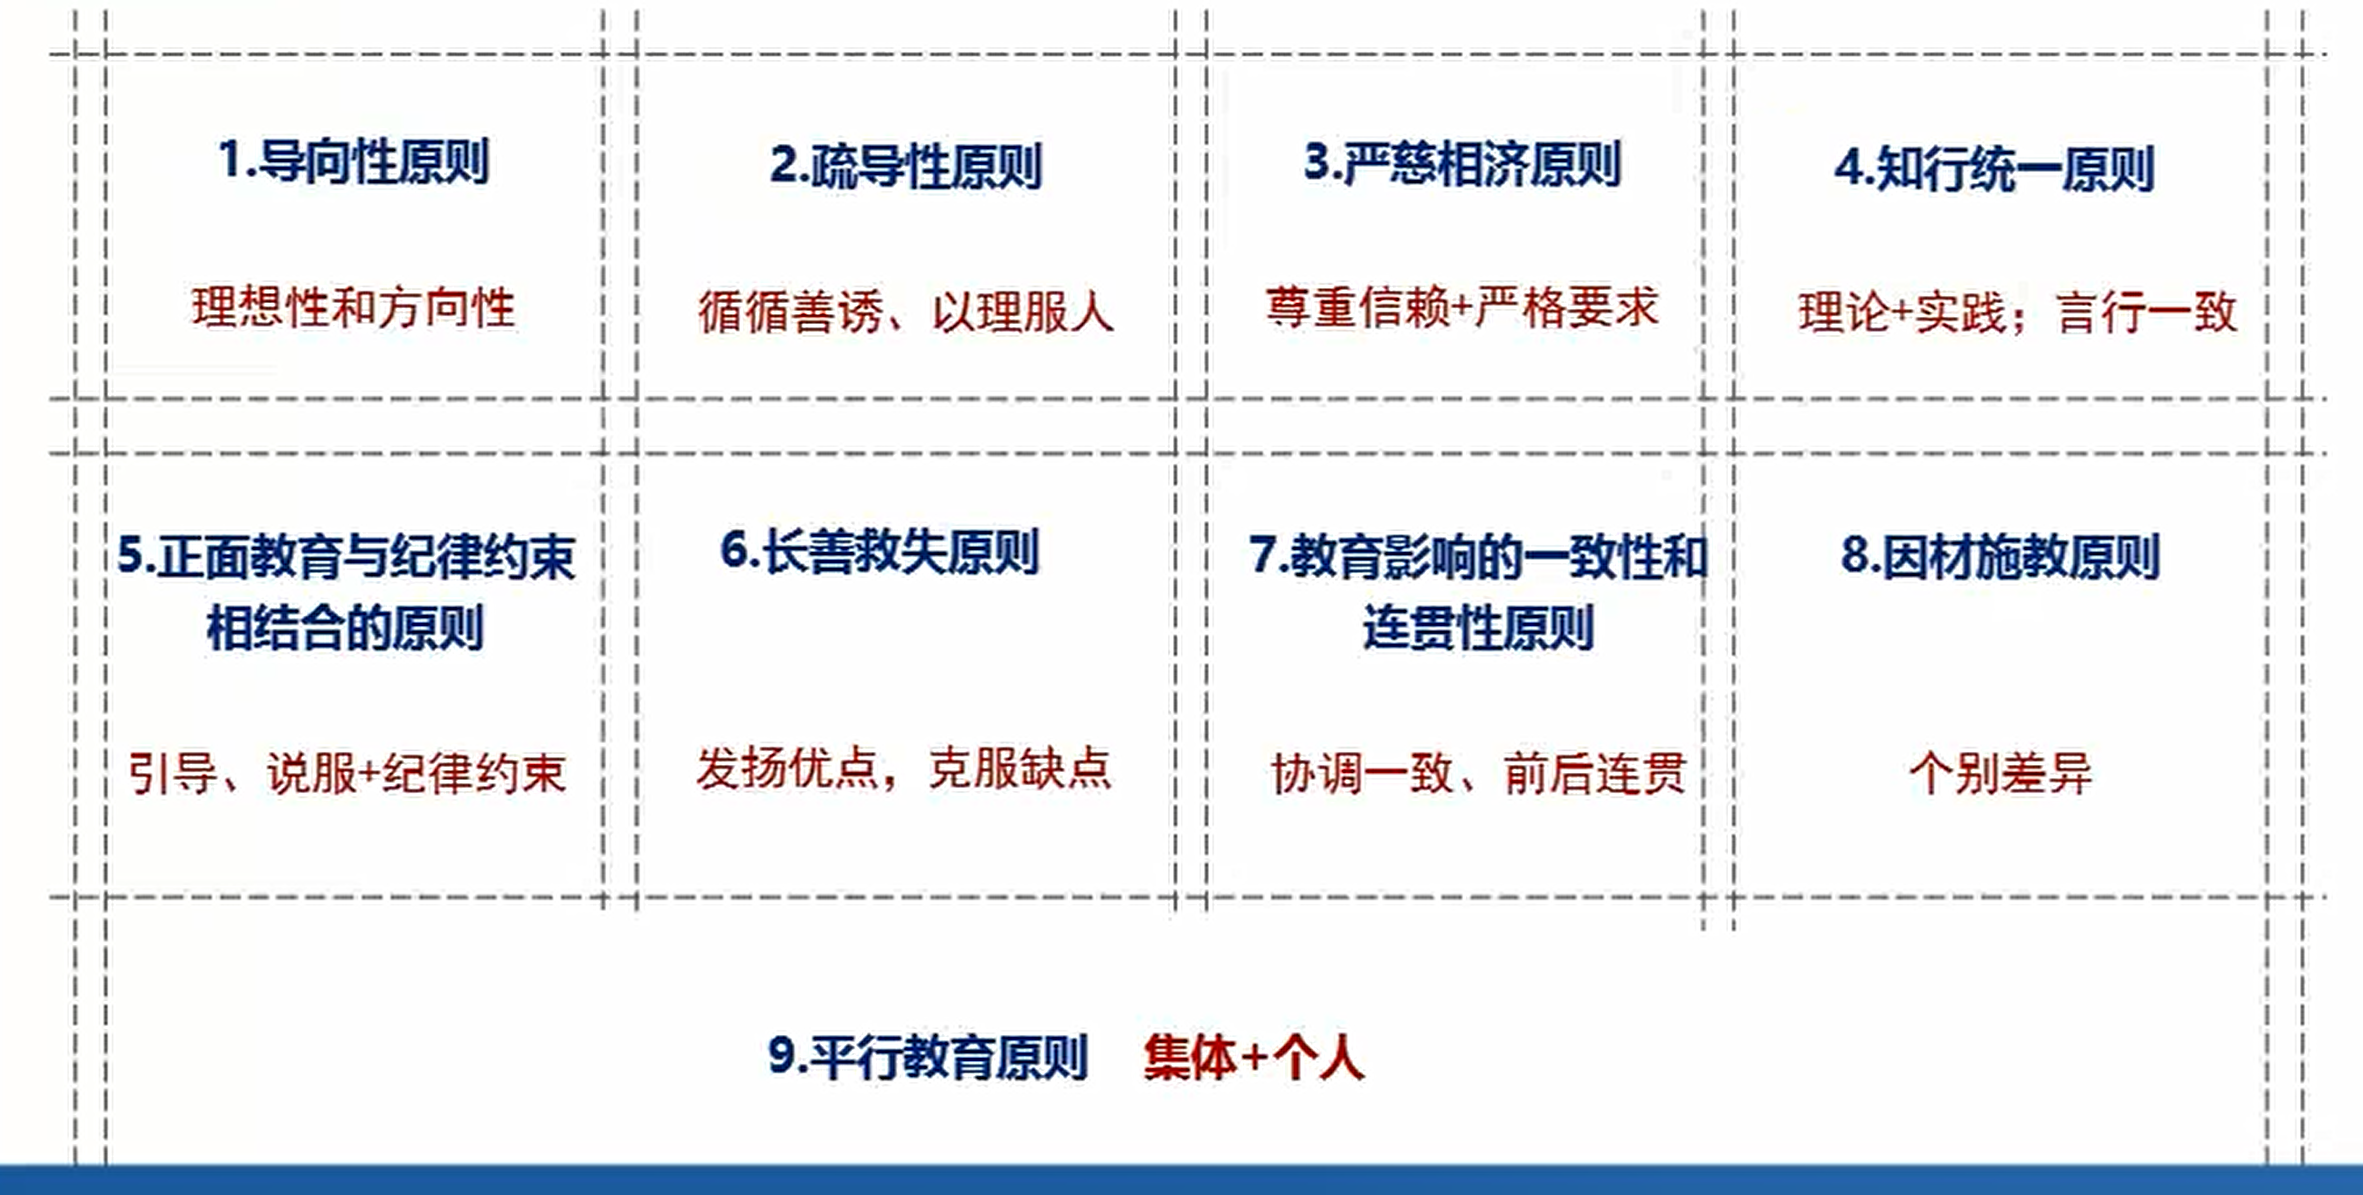 1.导向性原则
理想性和方向性
2.疏导性原则
循循善诱、以理服人
3.严慈相济原则
尊重信赖+严格要求
4.知行统一原则
理论+实践；言行一致
5.正面教育与纪律约束
相结合的原则
引导、说服+纪律约束
6.长善救失原则
发扬优点，克服缺点
7.教育影响的一致性和
连贯性原则
协调一致、前后连贯
8.因材施教原则
个别差异
9.平行教育原则 集体+个人